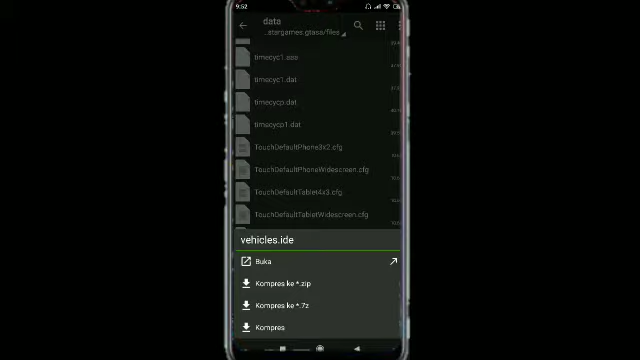 9:52
data
...stargames.gtasa/files
timecyc1.sss
timecyc1.dat
timecycp.dat
timecycp1.dat
TouchDefaultPhone3x2.cfg
TouchDefaultPhoneWidescreen.cfg
TouchDefaultTablet4x3.cfg
TouchDefaultTabletWidescreen.cfg
vehicles.ide
Buka
Kompres ke *.zip
Kompres ke *.7z
Kompres